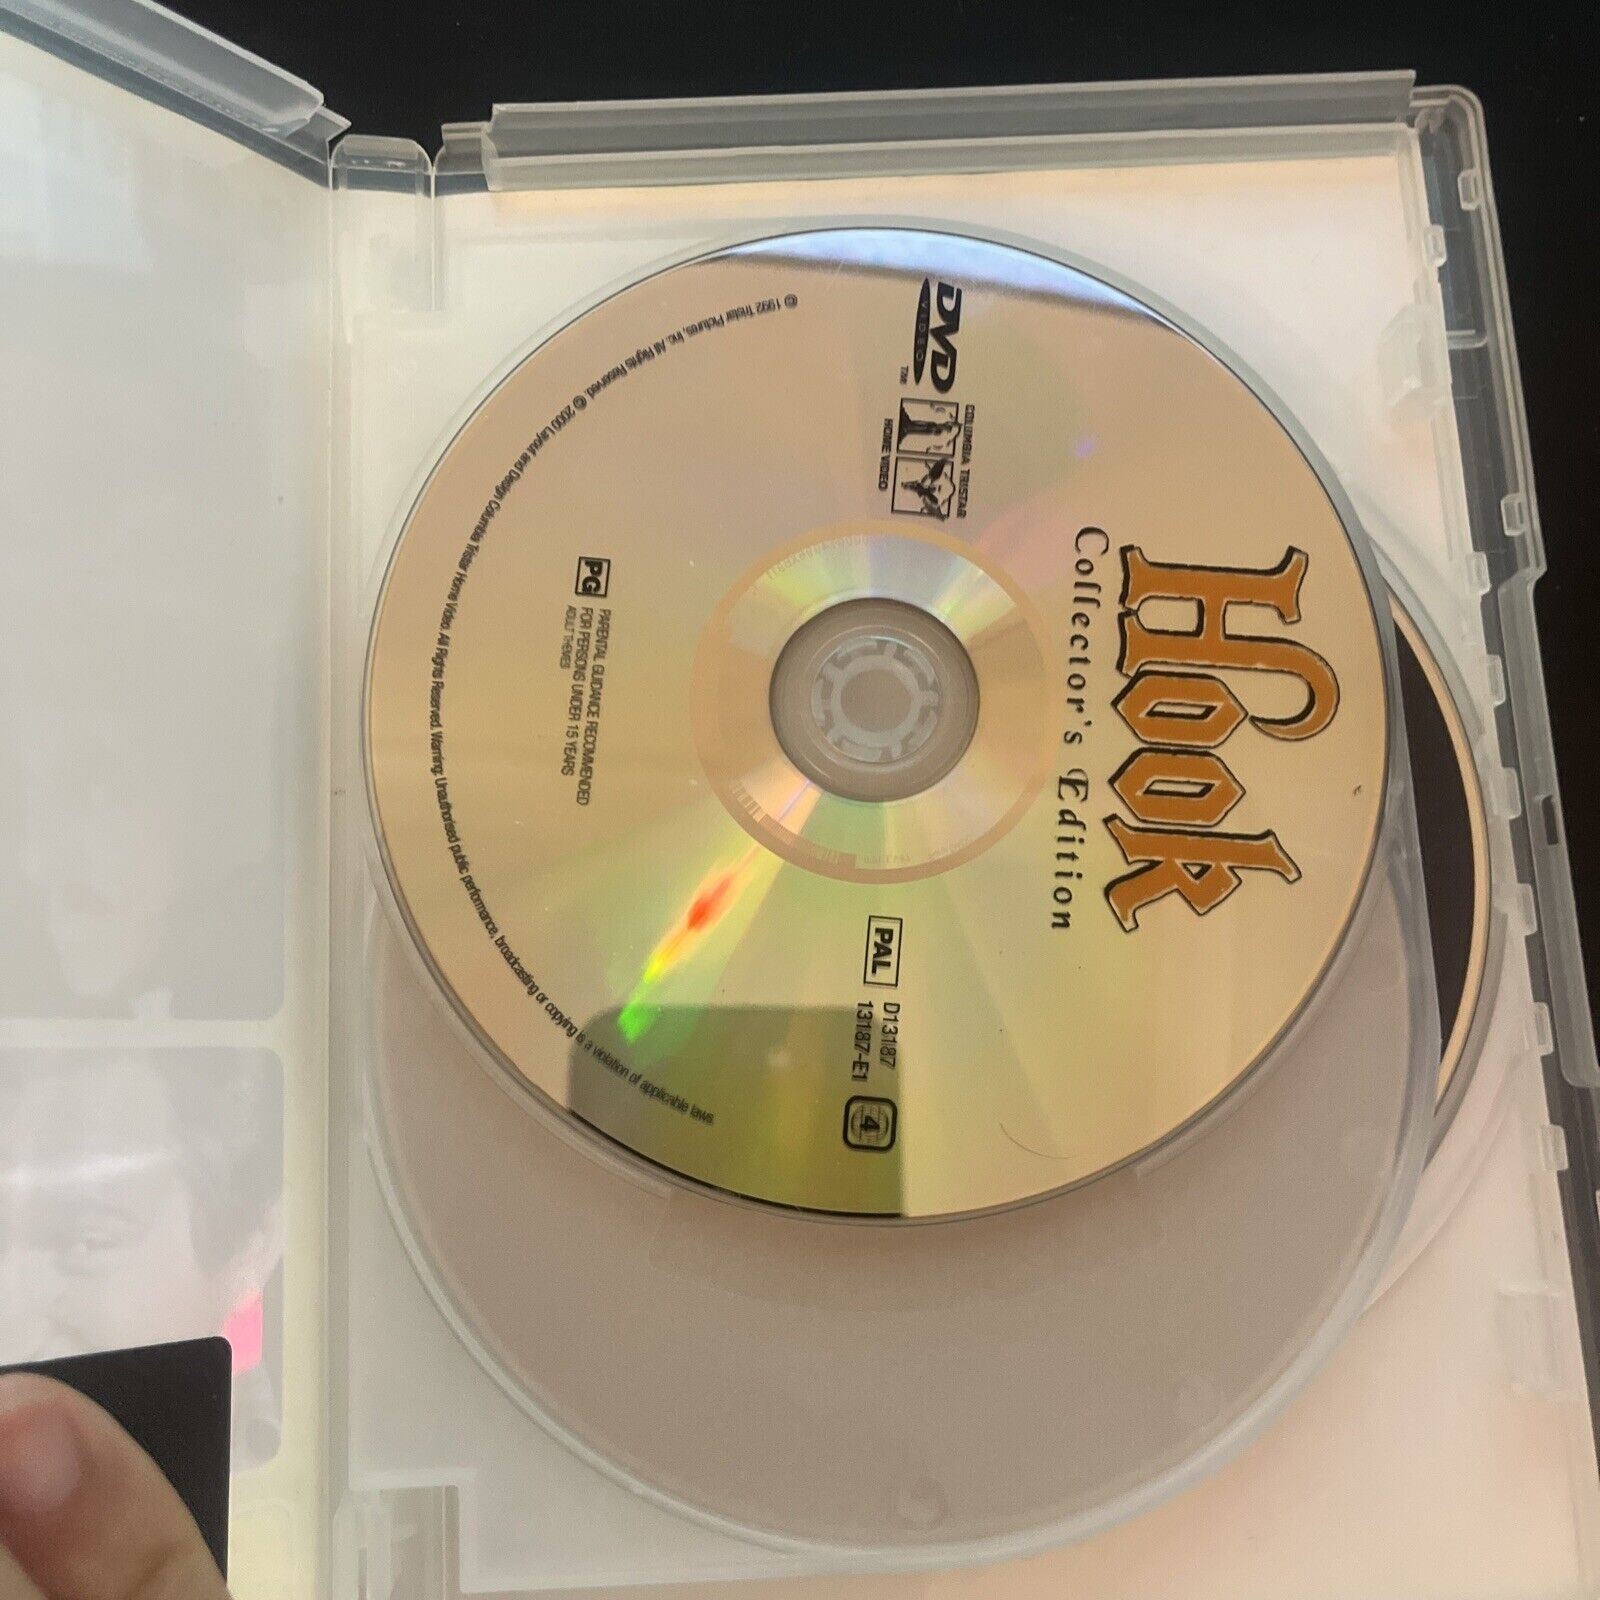 Hook
Collector's Edition
DVD
VIDEO
TM
COLUMBIA TRISTAR
HOME VIDEO
PAL
D13187
13187-E1
4
PG
PARENTAL GUIDANCE RECOMMENDED
FOR PERSONS UNDER 15 YEARS
ADULT THEMES
© 1992 Tristar Pictures, Inc. All Rights Reserved. © 2000 Layout and Design Columbia Tristar Home Video. All Rights Reserved. Warning: Unauthorised public performance, broadcasting or copying is a violation of applicable laws.